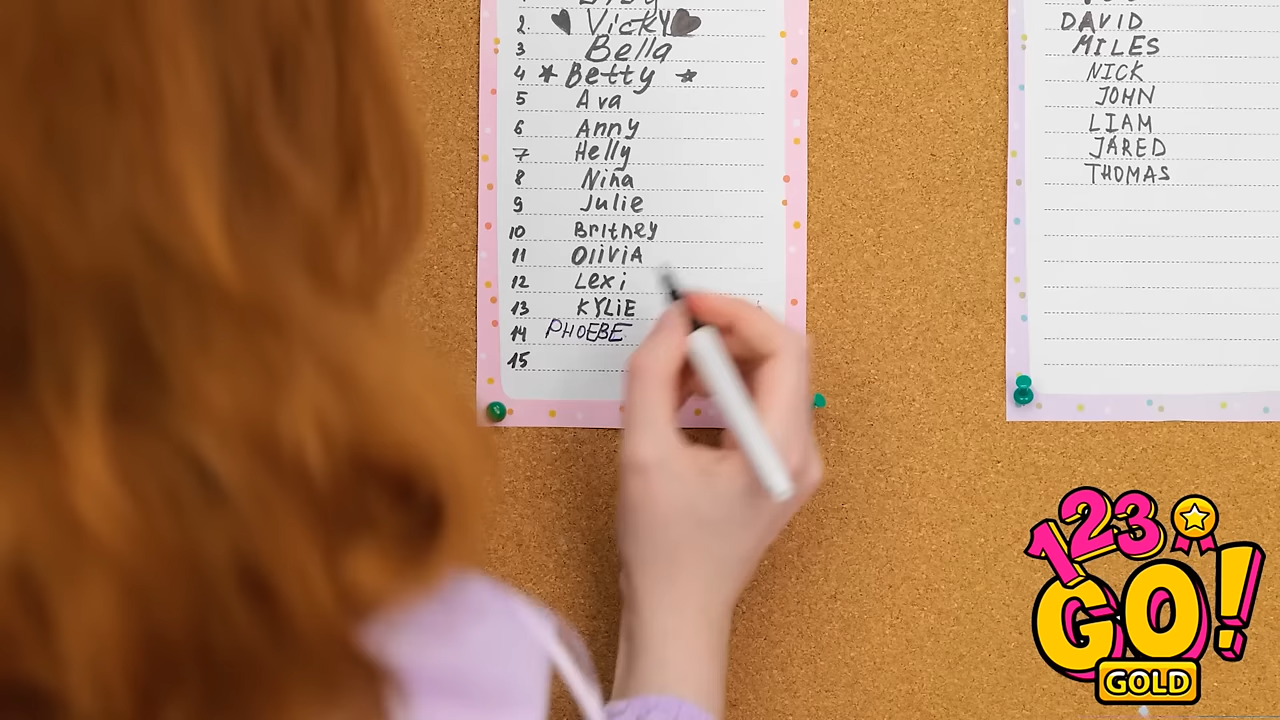 2. Vicky
3 Bella
4 * Betty *
5 Ava
6 Anny
7 Helly
8 Nina
9 Julie
10 Britney
11 OliviA
12 Lexi
13 KYLiE
14 PHOEBE
15
DAVID
MILES
NICK
JOHN
LIAM
JARED
THOMAS
123
GO!
GOLD